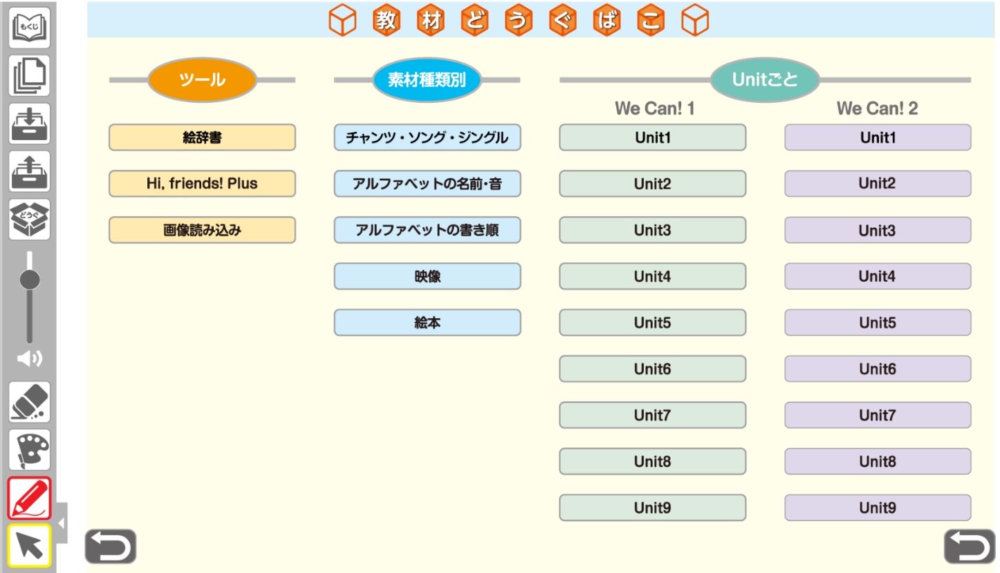 もくじ
どうぐ
教材どうぐばこ
ツール
絵辞書
Hi, friends! Plus
画像読み込み
素材種類別
チャンツ・ソング・ジングル
アルファベットの名前・音
アルファベットの書き順
映像
絵本
Unitごと
We Can! 1
Unit1
Unit2
Unit3
Unit4
Unit5
Unit6
Unit7
Unit8
Unit9
We Can! 2
Unit1
Unit2
Unit3
Unit4
Unit5
Unit6
Unit7
Unit8
Unit9